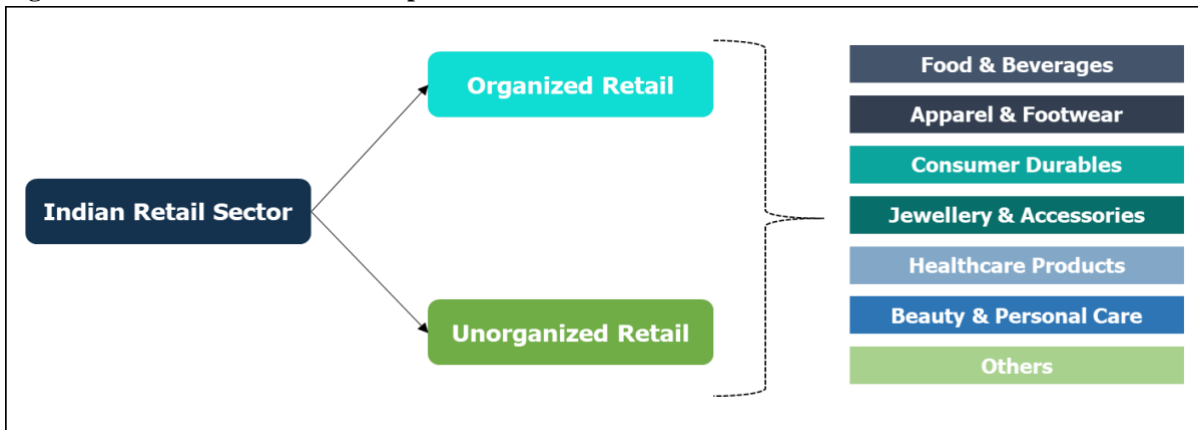 Organized Retail
Indian Retail Sector
Unorganized Retail
Food & Beverages
Apparel & Footwear
Consumer Durables
Jewellery & Accessories
Healthcare Products
Beauty & Personal Care
Others